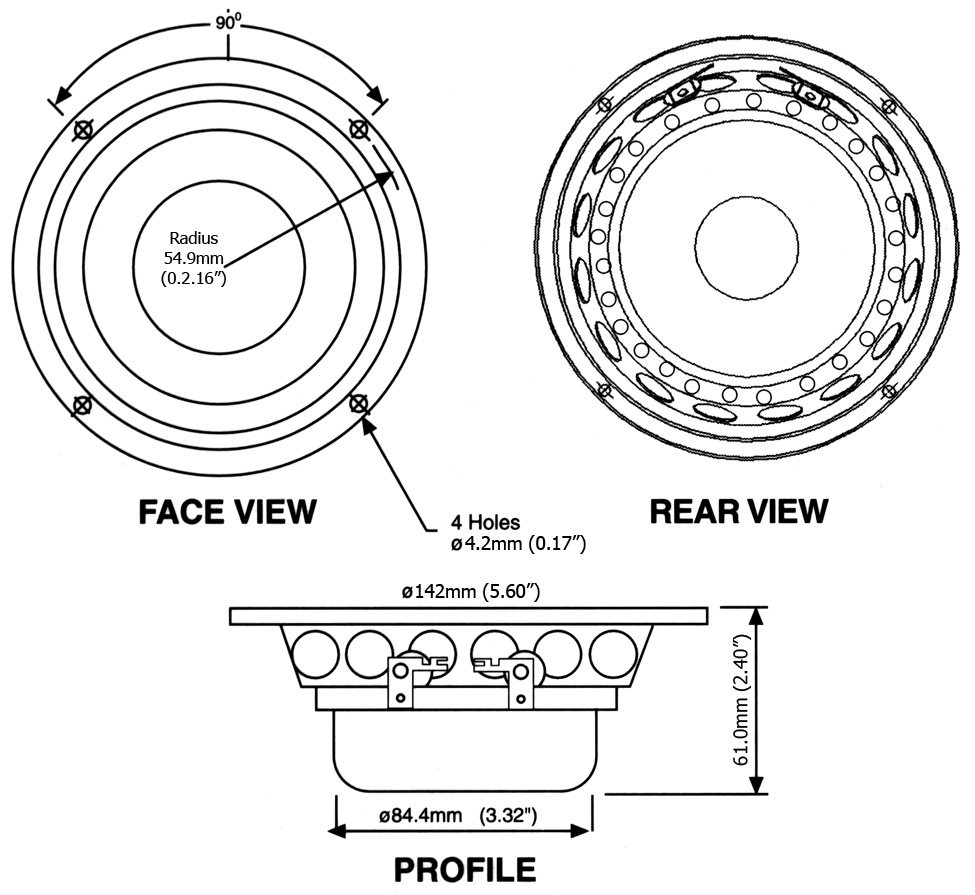 90⁰
Radius
54.9mm
(0.2.16″)
FACE VIEW
REAR VIEW
4 Holes
ø4.2mm (0.17″)
ø142mm (5.60″)
61.0mm (2.40″)
ø84.4mm (3.32")
PROFILE